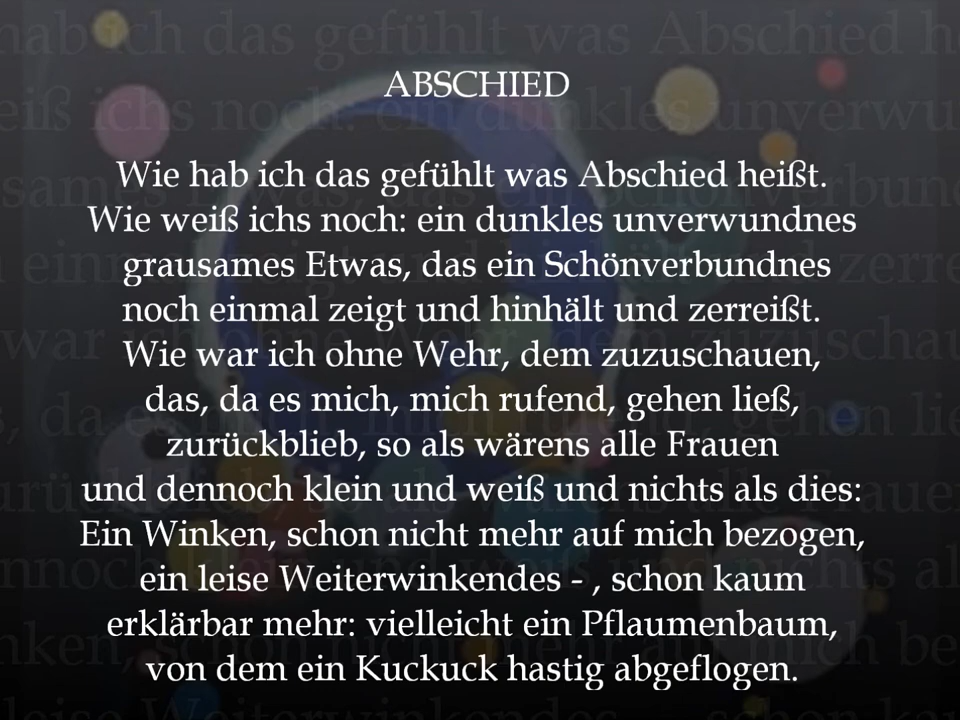 ABSCHIED
Wie hab ich das gefühlt was Abschied heißt.
Wie weiß ichs noch: ein dunkles unverwundnes
grausames Etwas, das ein Schönverbundnes
noch einmal zeigt und hinhält und zerreißt.
Wie war ich ohne Wehr, dem zuzuschauen,
das, da es mich, mich rufend, gehen ließ,
zurückblieb, so als wärens alle Frauen
und dennoch klein und weiß und nichts als dies:
Ein Winken, schon nicht mehr auf mich bezogen,
ein leise Weiterwinkendes - , schon kaum
erklärbar mehr: vielleicht ein Pflaumenbaum,
von dem ein Kuckuck hastig abgeflogen.